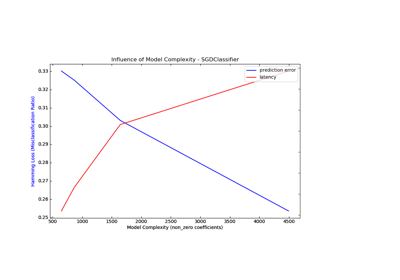 Influence of Model Complexity - SGDClassifier
prediction error
latency
0.33
0.32
0.31
0.30
0.29
0.28
0.27
0.26
0.25
Hamming Loss (Misclassification Ratio)
500 1000 1500 2000 2500 3000 3500 4000 4500
Model Complexity (non_zero coefficients)